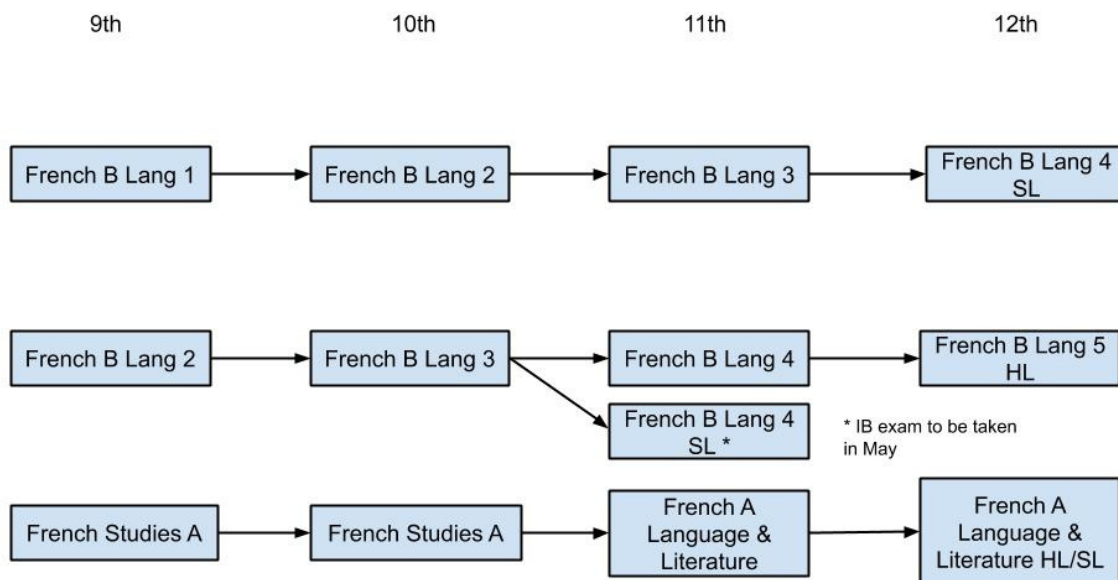 9th
10th
11th
12th
French B Lang 1
French B Lang 2
French B Lang 3
French B Lang 4
SL
French B Lang 2
French B Lang 3
French B Lang 4
French B Lang 5
HL
French B Lang 4
SL *
* IB exam to be taken
in May
French Studies A
French Studies A
French A
Language &
Literature
French A
Language &
Literature HL/SL